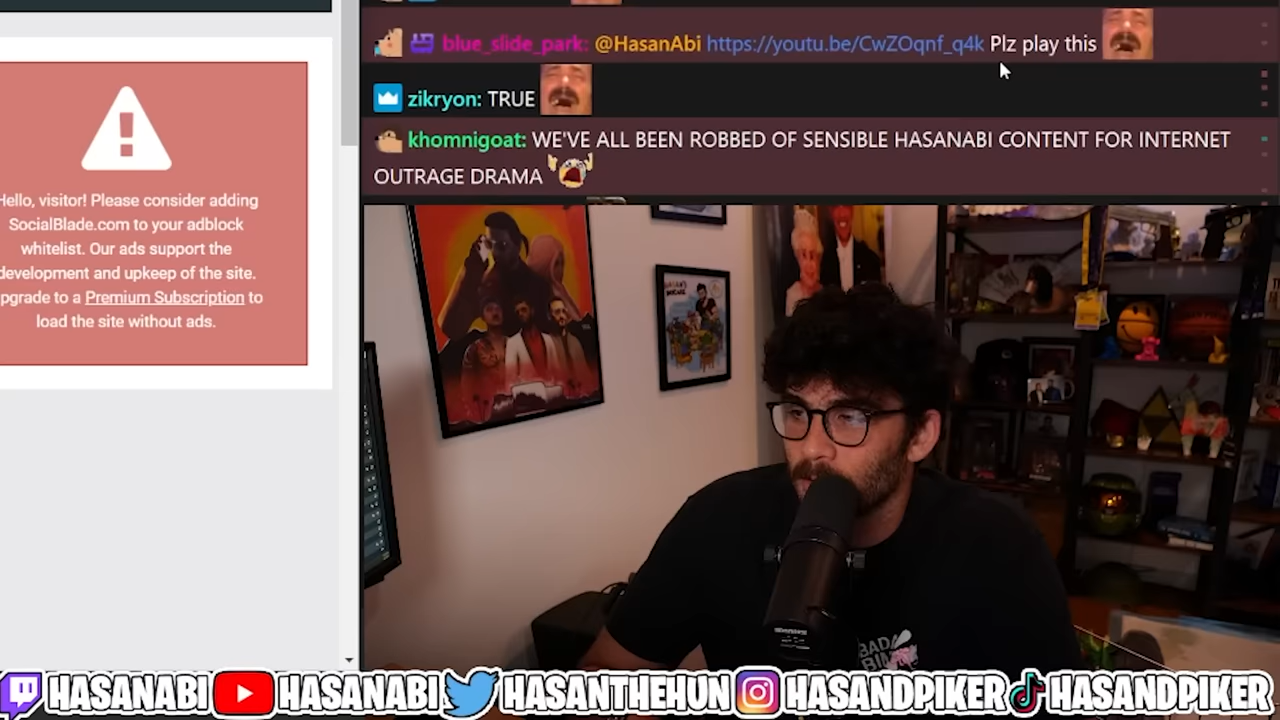 blue_slide_park: @HasanAbi https://youtu.be/CwZOqnf_q4k Plz play this
zikryon: TRUE
khomnigoat: WE'VE ALL BEEN ROBBED OF SENSIBLE HASANABI CONTENT FOR INTERNET
OUTRAGE DRAMA
Hello, visitor! Please consider adding
SocialBlade.com to your adblock
whitelist. Our ads support the
development and upkeep of the site.
pgrade to a Premium Subscription to
load the site without ads.
BAD
HASANABI HASANABI HASANTHEHUN HASANDPIKER HASANDPIKER